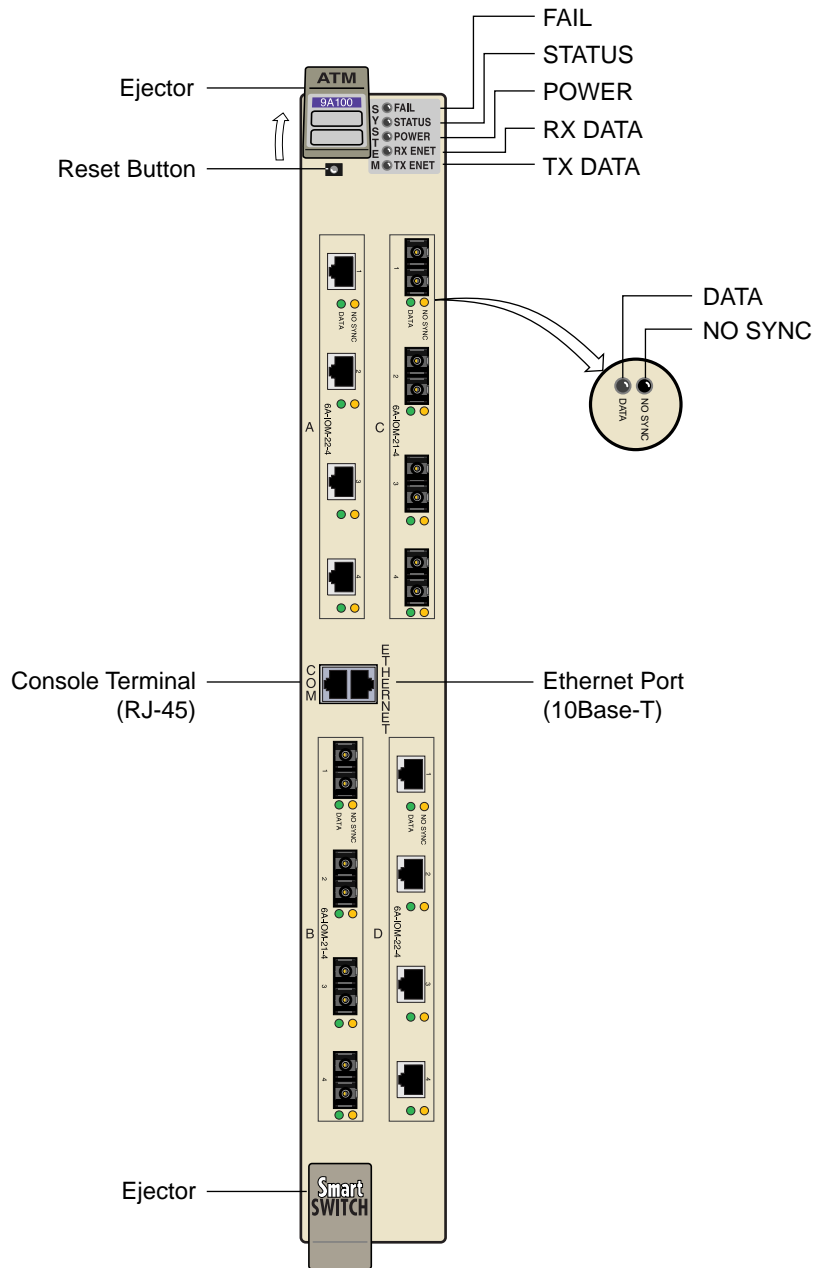 FAIL
STATUS
POWER
RX DATA
TX DATA
Ejector
Reset Button
ATM
9A100
SYSTEM
FAIL
STATUS
POWER
RX ENET
TX ENET
DATA
NO SYNC
DATA
NO SYNC
A
6A-IOM-22-4
1
DATA
NO SYNC
2
3
4
C
6A-IOM-21-4
1
DATA
NO SYNC
2
3
4
Console Terminal
(RJ-45)
COM
ETHERNET
Ethernet Port
(10Base-T)
B
6A-IOM-21-4
1
DATA
NO SYNC
2
3
4
D
6A-IOM-22-4
1
DATA
NO SYNC
2
3
4
Ejector
Smart
SWITCH